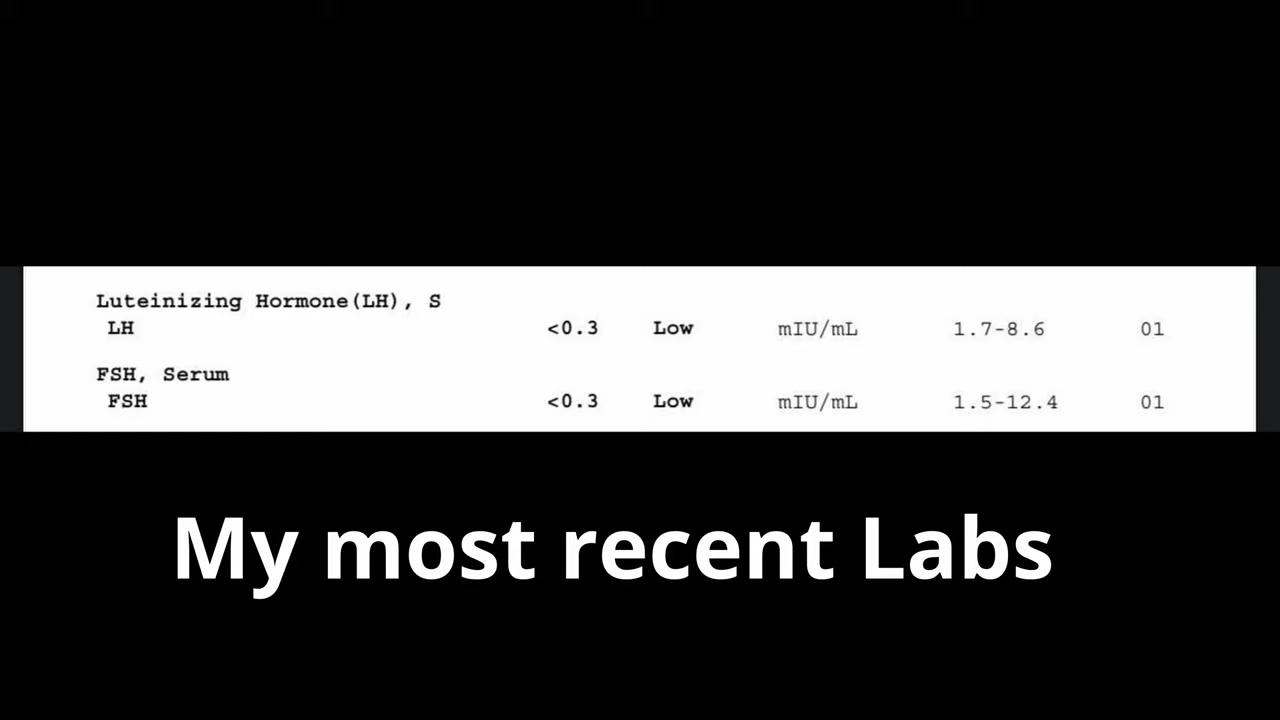 Luteinizing Hormone(LH), S
LH <0.3 Low mIU/mL 1.7-8.6 01
FSH, Serum
FSH <0.3 Low mIU/mL 1.5-12.4 01
My most recent Labs